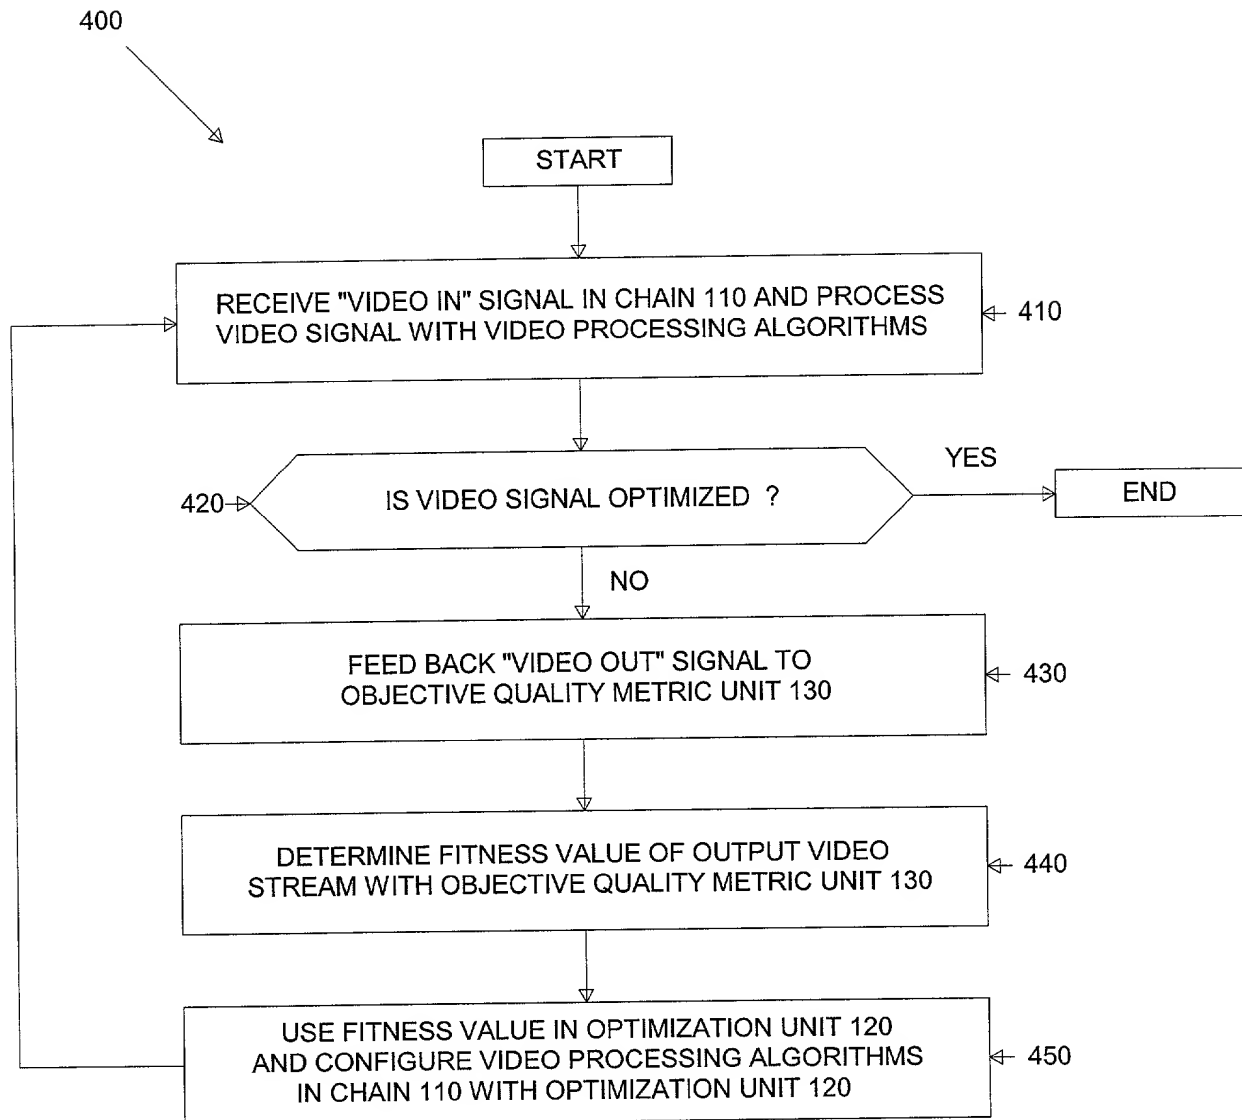 400
START
RECEIVE "VIDEO IN" SIGNAL IN CHAIN 110 AND PROCESS
VIDEO SIGNAL WITH VIDEO PROCESSING ALGORITHMS
410
YES
420
IS VIDEO SIGNAL OPTIMIZED ?
END
NO
FEED BACK "VIDEO OUT" SIGNAL TO
OBJECTIVE QUALITY METRIC UNIT 130
430
DETERMINE FITNESS VALUE OF OUTPUT VIDEO
STREAM WITH OBJECTIVE QUALITY METRIC UNIT 130
440
USE FITNESS VALUE IN OPTIMIZATION UNIT 120
AND CONFIGURE VIDEO PROCESSING ALGORITHMS
IN CHAIN 110 WITH OPTIMIZATION UNIT 120
450